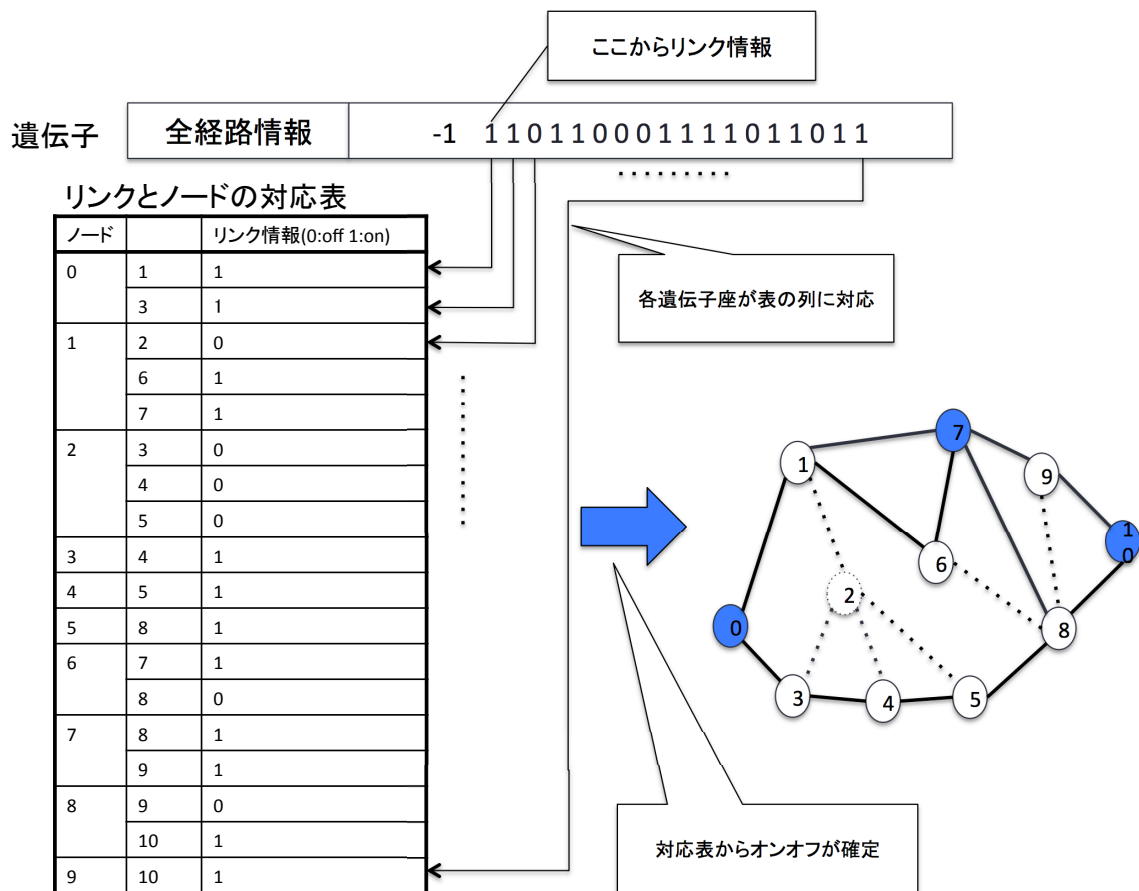 ここからリンク情報
遺伝子 全経路情報 -1 1 1 0 1 1 0 0 0 1 1 1 1 0 1 1 0 1 1
リンクとノードの対応表
ノード リンク情報(0:off 1:on)
0 1 1
3 1
1 2 0
6 1
7 1
2 3 0
4 0
5 0
3 4 1
4 5 1
5 8 1
6 7 1
8 0
7 8 1
9 1
8 9 0
10 1
9 10 1
各遺伝子座が表の列に対応
7
1
9
1
0
6
2
0
8
3
4
5
対応表からオンオフが確定